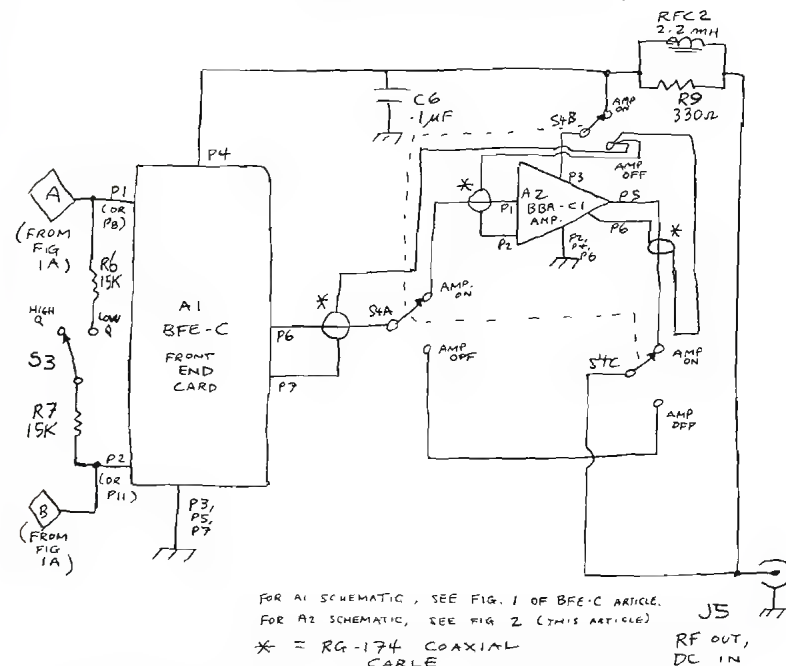 RFC2
2.2 mH
R9
330Ω
C6
.1µF
S4B
AMP
ON
AMP
OFF
P4
A
(FROM
FIG
1A)
P1
(OR
P8)
R6
15K
HIGH
Q
LOW
Q
S3
R7
15K
P2
(OR
P11)
B
(FROM
FIG
1A)
A1
BFE-C
FRONT
END
CARD
P6
P7
P3,
P5,
P7
*
S4A
AMP
ON
AMP
OFF
*
P1
P2
P3
A2
BBA-C1
AMP.
P5
P6
P2,
P4,
P6
*
S4C
AMP
ON
AMP
OFF
FOR A1 SCHEMATIC, SEE FIG. 1 OF BFE-C ARTICLE.
FOR A2 SCHEMATIC, SEE FIG 2 (THIS ARTICLE)
* = RG-174 COAXIAL
CABLE
J5
RF OUT,
DC IN